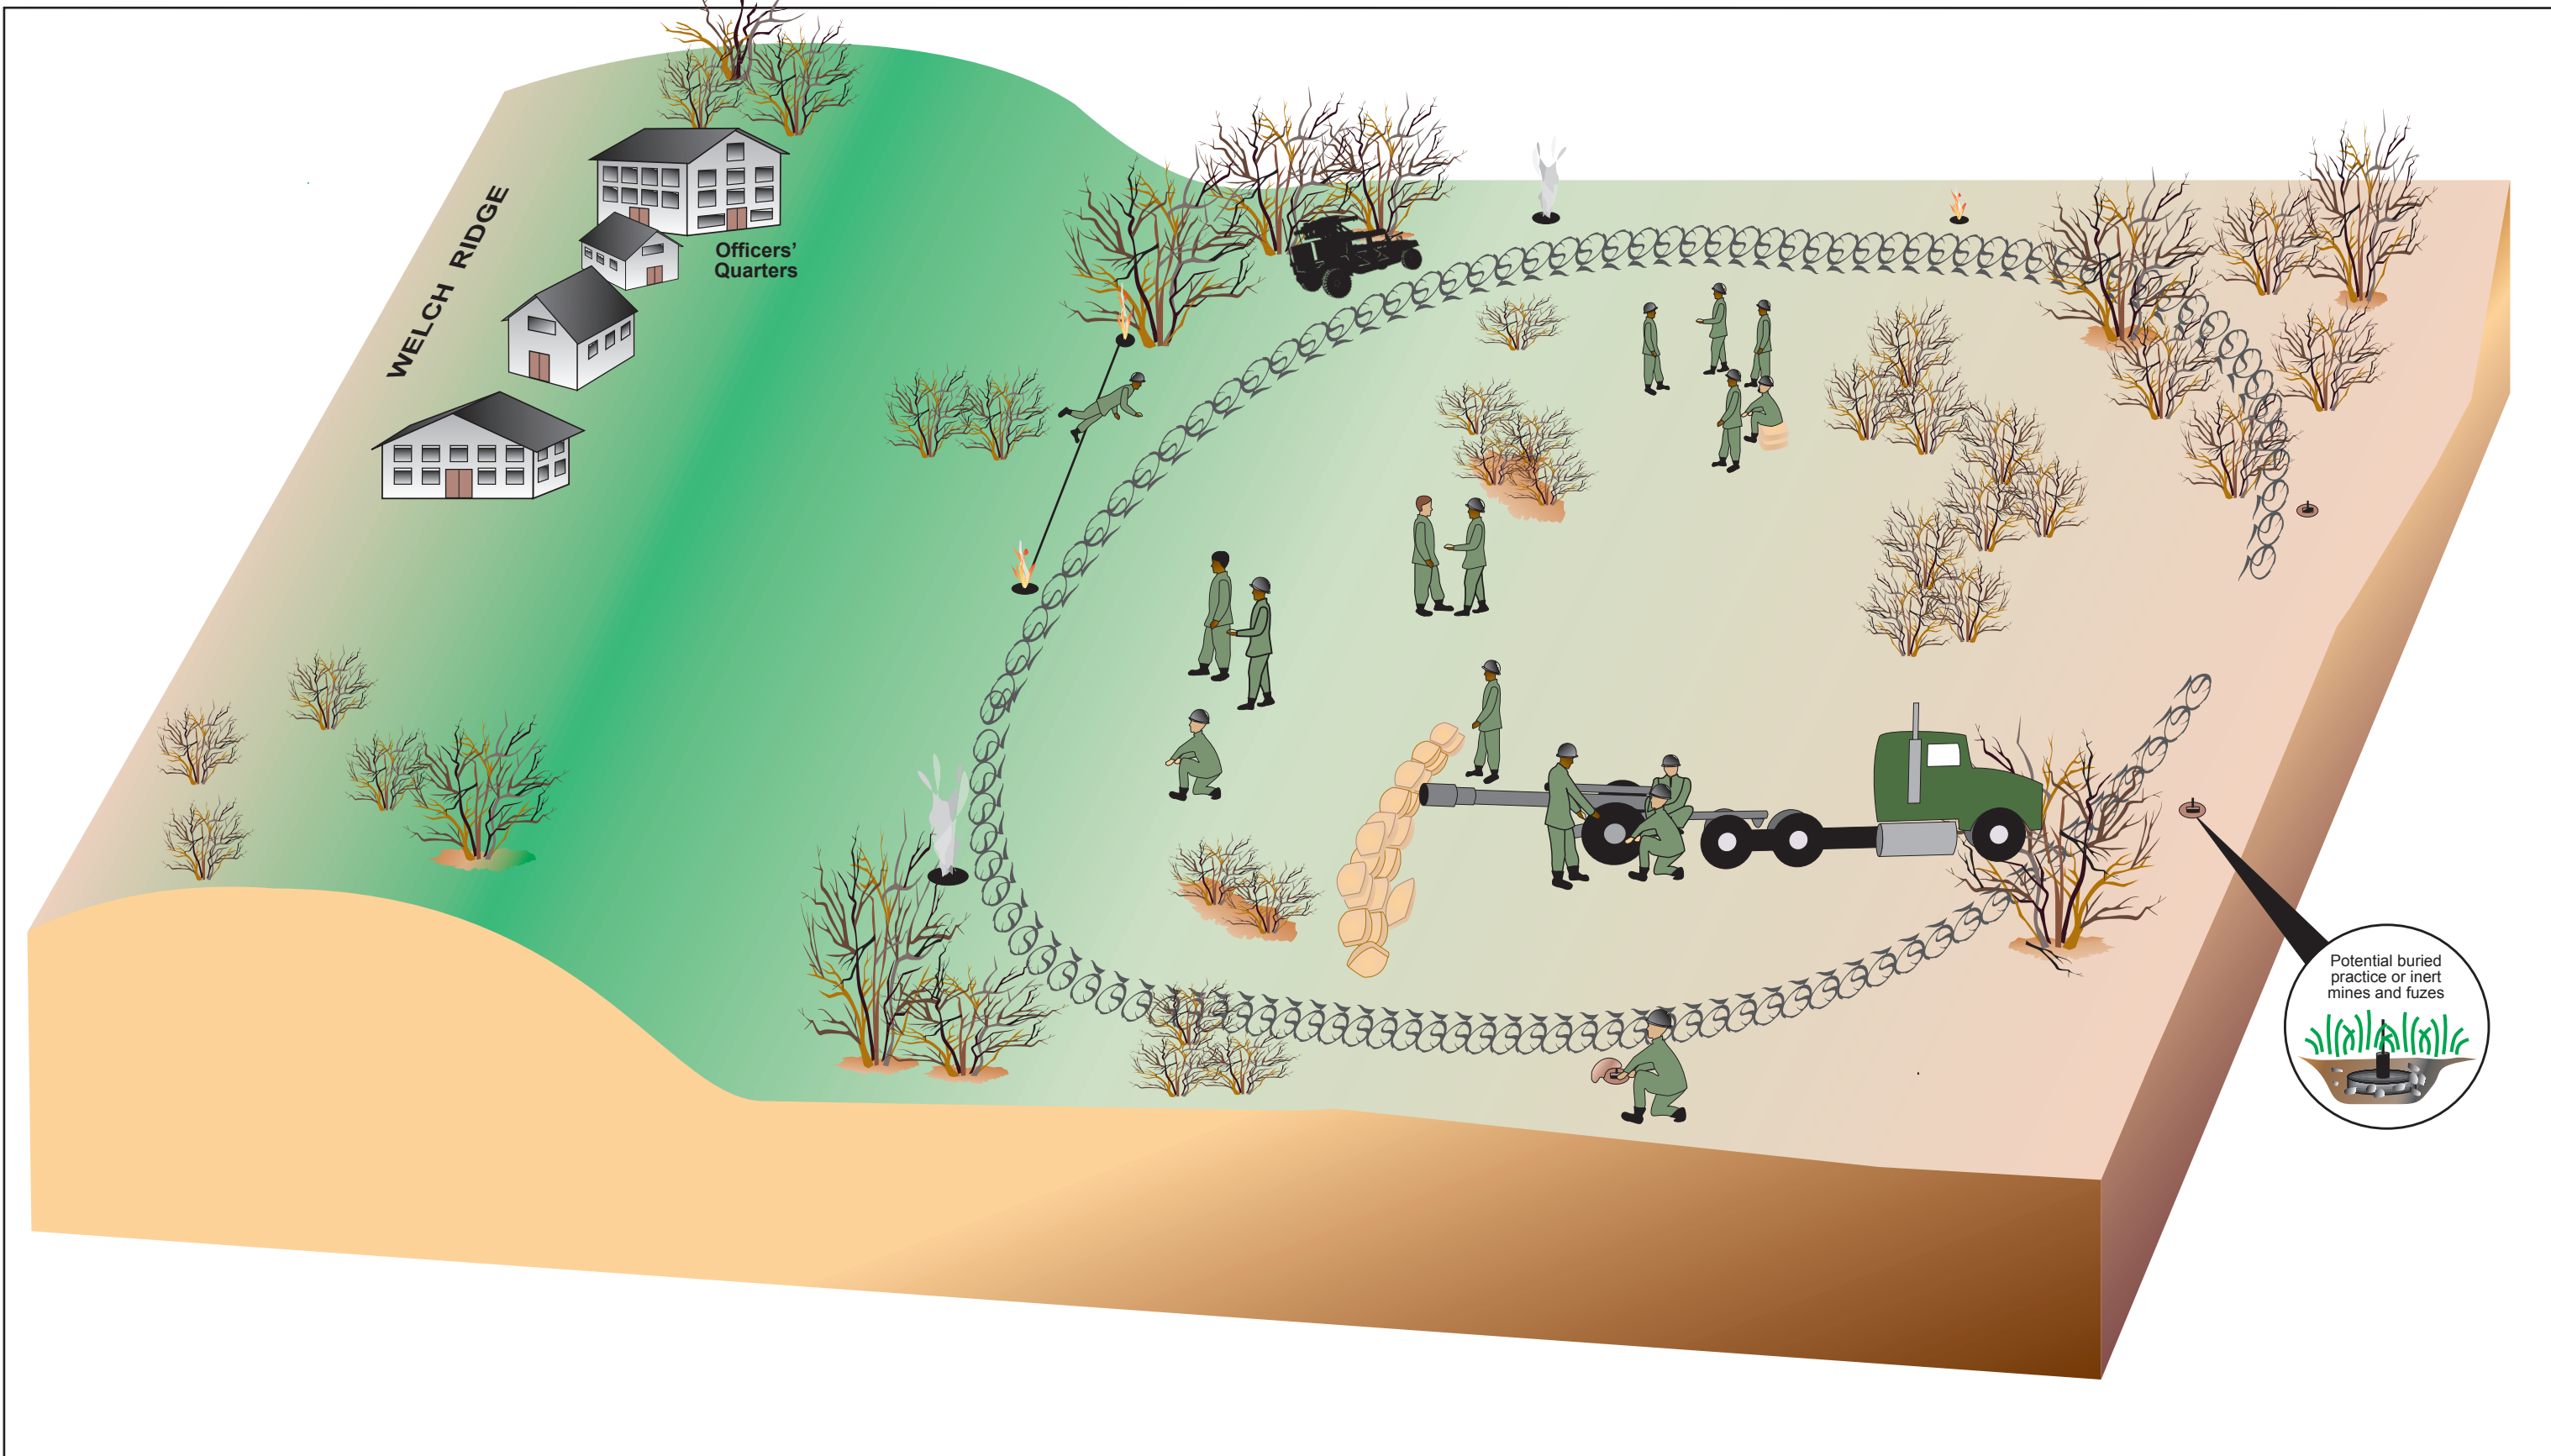 WELCH RIDGE
Officers’
Quarters
Potential buried
practice or inert
mines and fuzes